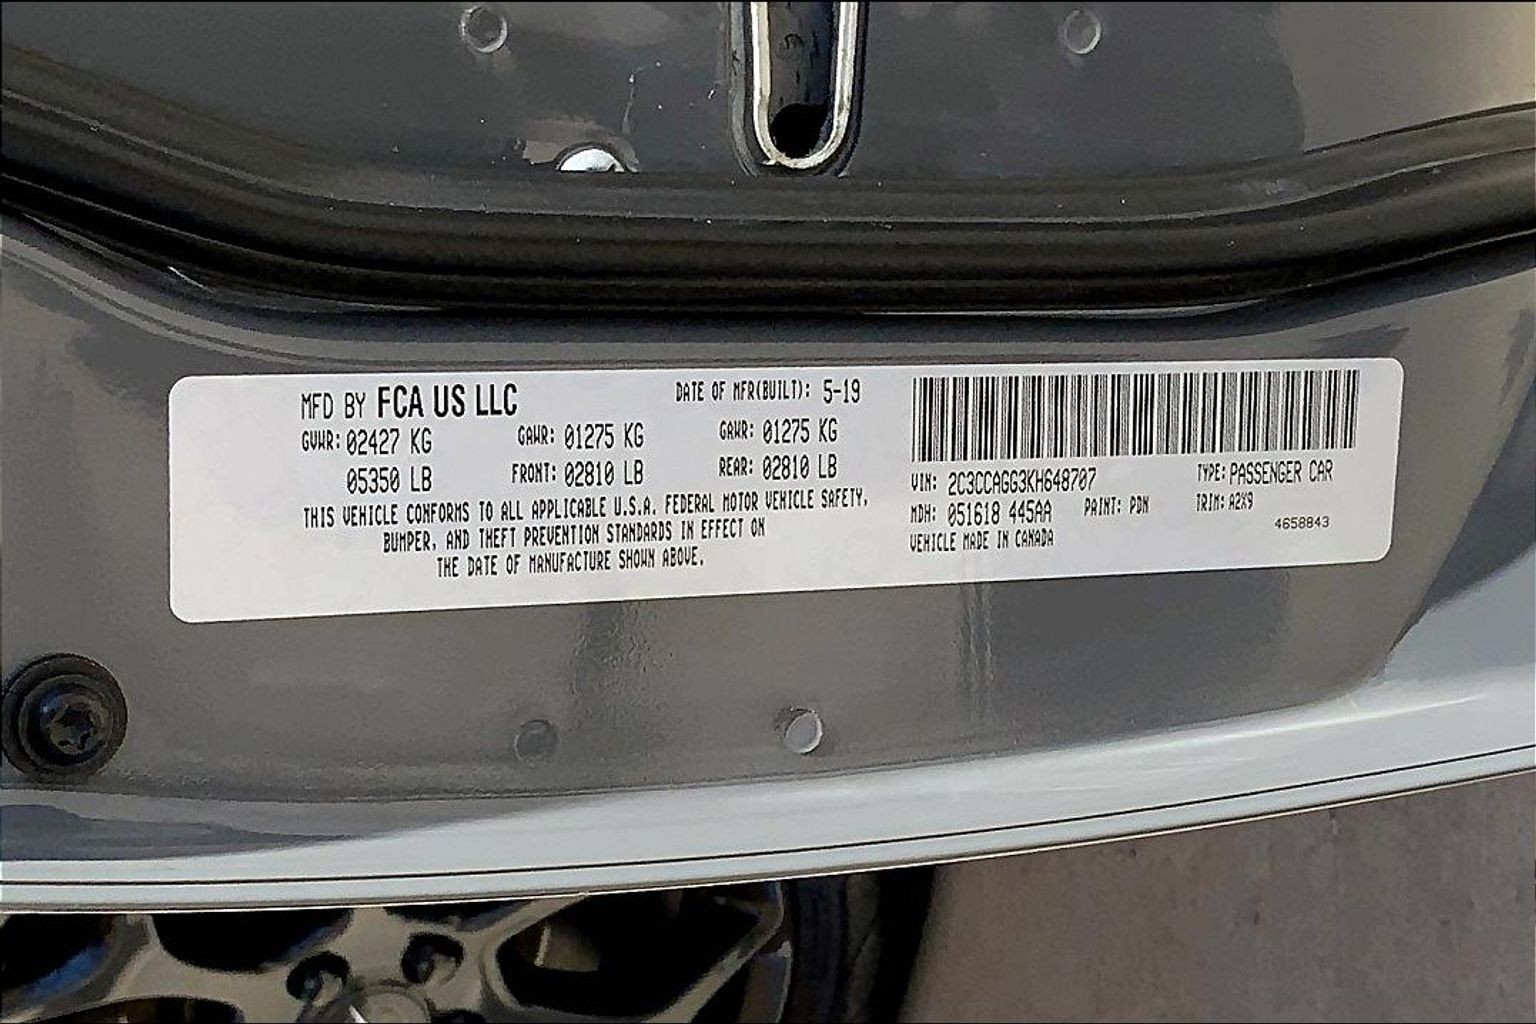 MFD BY FCA US LLC
DATE OF MFR(BUILT): 5-19
GVWR: 02427 KG
GAWR: 01275 KG
GAWR: 01275 KG
05350 LB
FRONT: 02810 LB
REAR: 02810 LB
THIS VEHICLE CONFORMS TO ALL APPLICABLE U.S.A. FEDERAL MOTOR VEHICLE SAFETY,
BUMPER, AND THEFT PREVENTION STANDARDS IN EFFECT ON
THE DATE OF MANUFACTURE SHOWN ABOVE.
VIN: 2C3CCAGG3KH648707
TYPE: PASSENGER CAR
MDH: 051618 445AA
PAINT: PDN
TRIM: A2X9
VEHICLE MADE IN CANADA
4658843